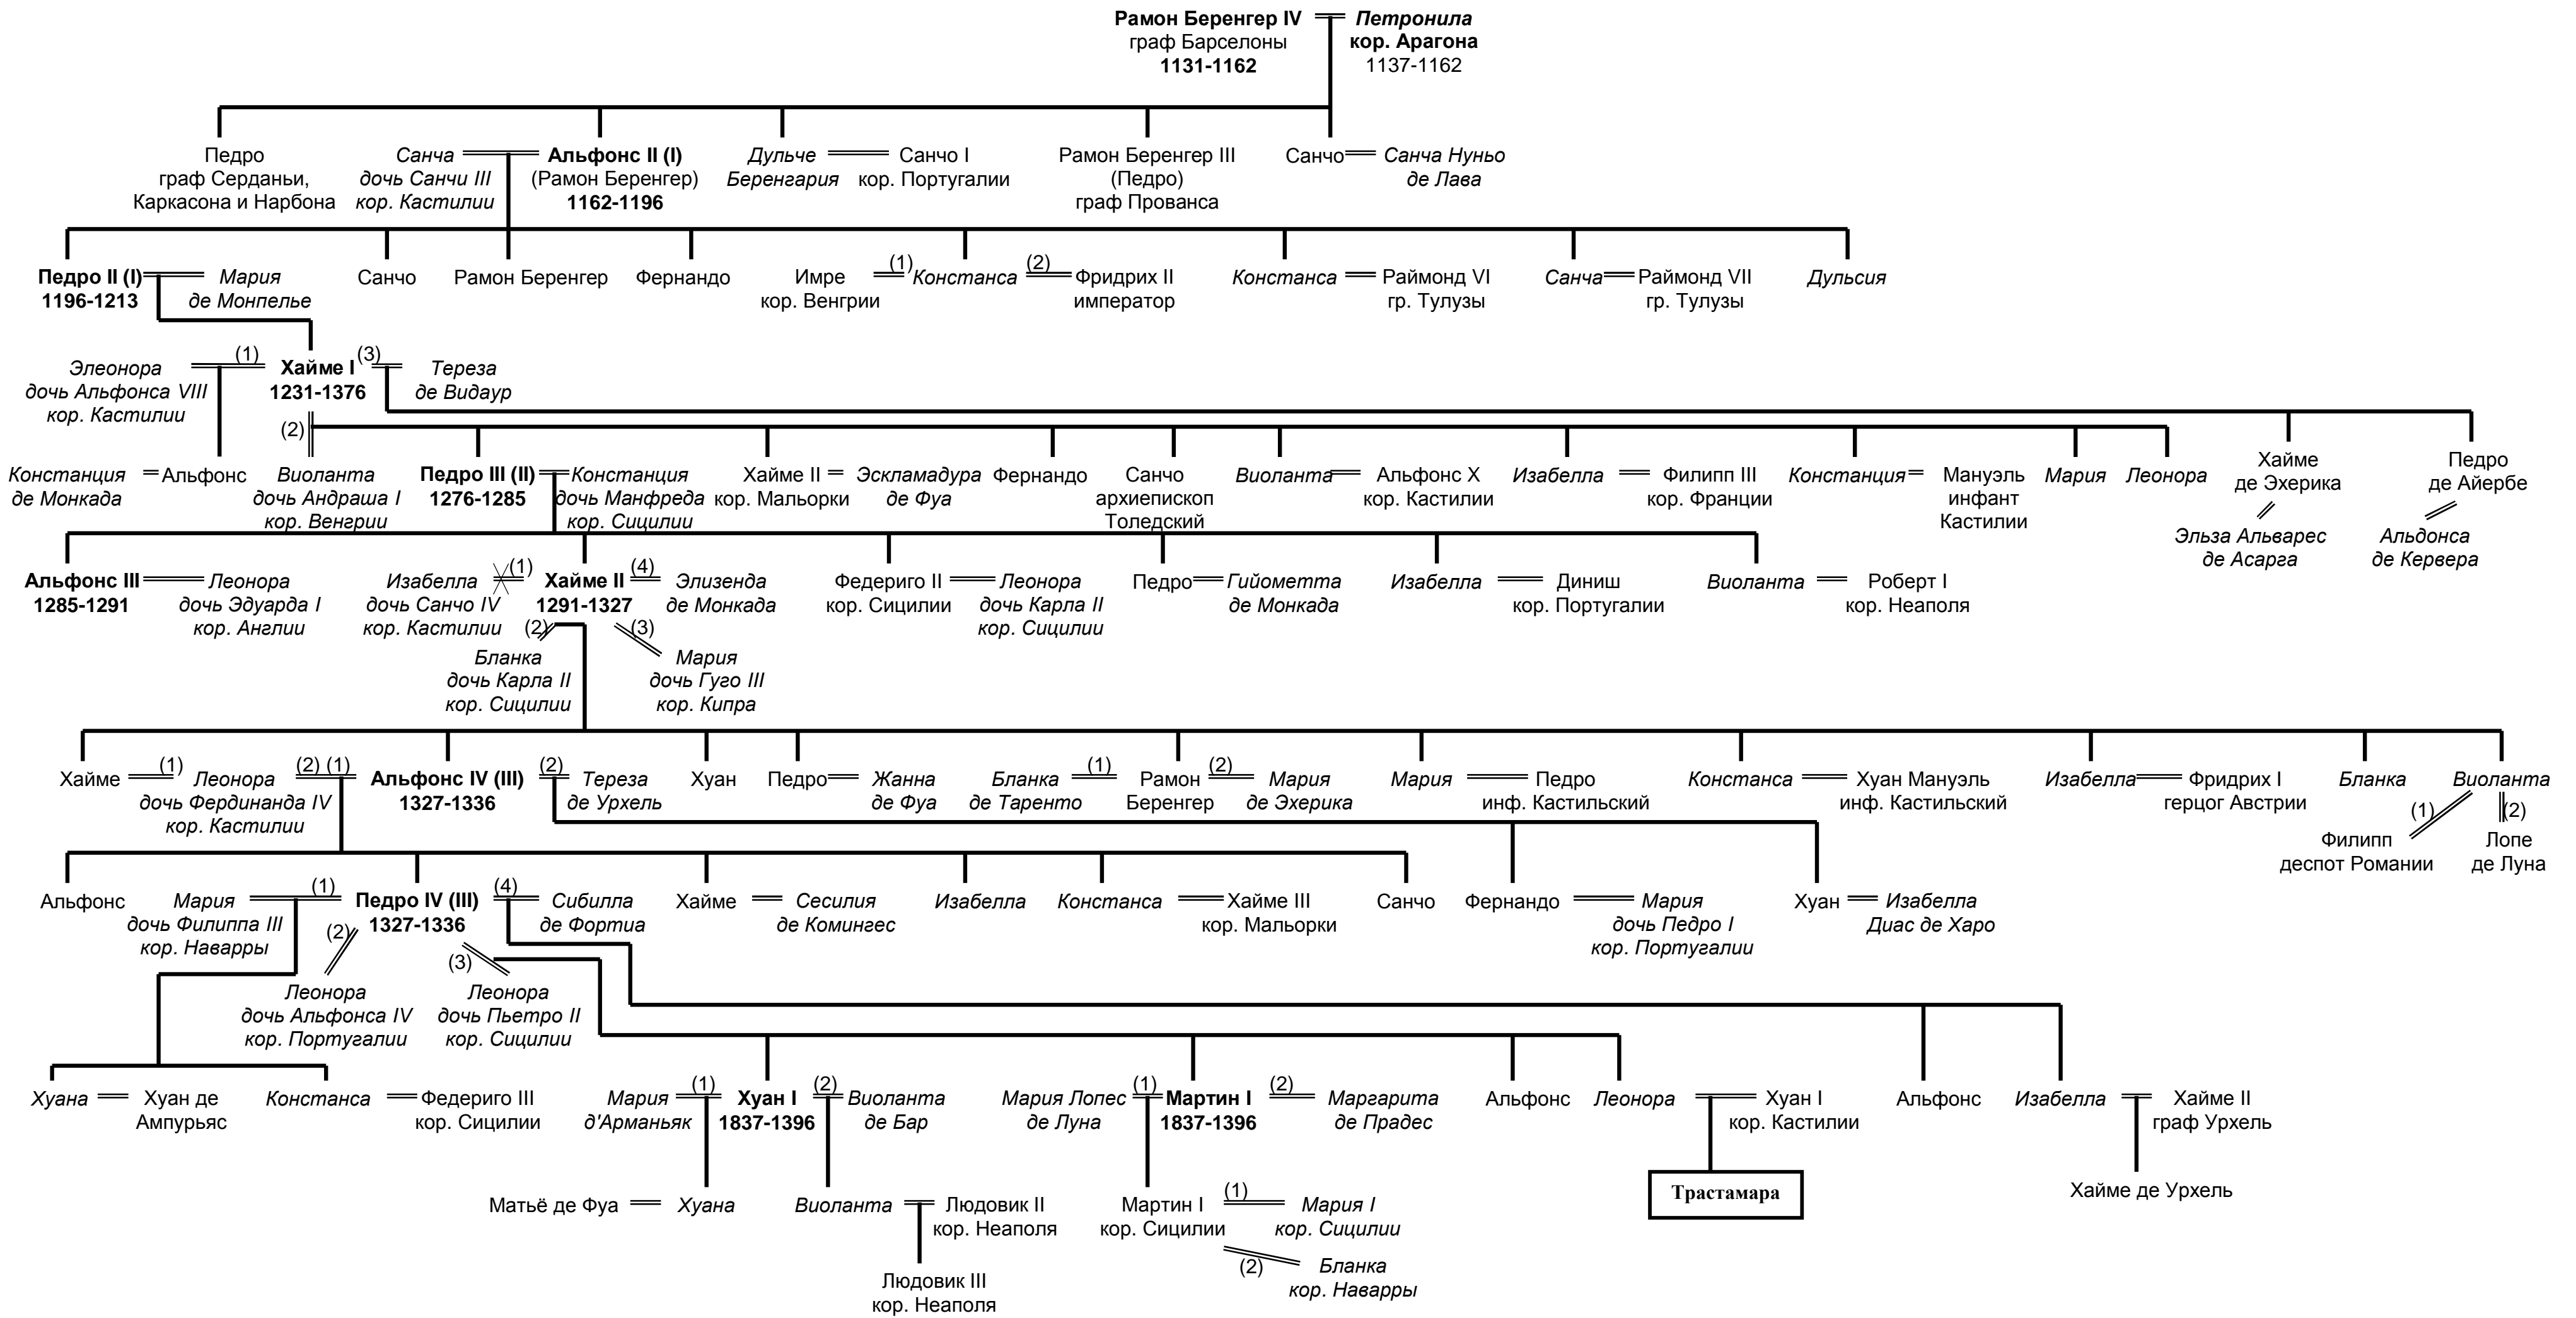 Рамон Беренгер IV
граф Барселоны
1131-1162
Петронила
кор. Арагона
1137-1162
Педро
граф Серданьи,
Каркасона и Нарбона
Санча
дочь Санчи III
кор. Кастилии
Альфонс II (I)
(Рамон Беренгер)
1162-1196
Дульче
Беренгария
Санчо I
кор. Португалии
Рамон Беренгер III
(Педро)
граф Прованса
Санчо
Санча Нуньо
де Лава
Педро II (I)
1196-1213
Мария
де Монпелье
Санчо
Рамон Беренгер
Фернандо
Имре
кор. Венгрии
(1)
Констанса
(2)
Фридрих II
император
Констанса
Раймонд VI
гр. Тулузы
Санча
Раймонд VII
гр. Тулузы
Дульсия
Элеонора
дочь Альфонса VIII
кор. Кастилии
(1)
Хайме I
1231-1376
(3)
Тереза
де Видаур
(2)
Констанция
де Монкада
Альфонс
Виоланта
дочь Андраша I
кор. Венгрии
Педро III (II)
1276-1285
Констанция
дочь Манфреда
кор. Сицилии
Хайме II
кор. Мальорки
Эскламадура
де Фуа
Фернандо
Санчо
архиепископ
Толедский
Виоланта
Альфонс X
кор. Кастилии
Изабелла
Филипп III
кор. Франции
Констанция
Мануэль
инфант
Кастилии
Мария
Леонора
Хайме
де Эхерика
Эльза Альварес
де Асарга
Педро
де Айербе
Альдонса
де Кервера
Альфонс III
1285-1291
Леонора
дочь Эдуарда I
кор. Англии
Изабелла
дочь Санчо IV
кор. Кастилии
(1)
Хайме II
1291-1327
(4)
Элизенда
де Монкада
(2)
(3)
Бланка
дочь Карла II
кор. Сицилии
Мария
дочь Гуго III
кор. Кипра
Федериго II
кор. Сицилии
Леонора
дочь Карла II
кор. Сицилии
Педро
Гийометта
де Монкада
Изабелла
Диниш
кор. Португалии
Виоланта
Роберт I
кор. Неаполя
Хайме
(1)
Леонора
дочь Фердинанда IV
кор. Кастилии
(2) (1)
Альфонс IV (III)
1327-1336
(2)
Тереза
де Урхель
Хуан
Педро
Жанна
де Фуа
Бланка
де Таренто
(1)
Рамон
Беренгер
(2)
Мария
де Эхерика
Мария
Педро
инф. Кастильский
Констанса
Хуан Мануэль
инф. Кастильский
Изабелла
Фридрих I
герцог Австрии
Бланка
Виоланта
(1)
(2)
Филипп
деспот Романии
Лопе
де Луна
Альфонс
Мария
дочь Филиппа III
кор. Наварры
(1)
Педро IV (III)
1327-1336
(4)
Сибилла
де Фортиа
(2)
(3)
Леонора
дочь Альфонса IV
кор. Португалии
Леонора
дочь Пьетро II
кор. Сицилии
Хайме
Сесилия
де Комингес
Изабелла
Констанса
Хайме III
кор. Мальорки
Санчо
Фернандо
Мария
дочь Педро I
кор. Португалии
Хуан
Изабелла
Диас де Харо
Хуана
Хуан де
Ампурьяс
Констанса
Федериго III
кор. Сицилии
Мария
д'Арманьяк
(1)
Хуан I
1837-1396
(2)
Виоланта
де Бар
Мария Лопес
де Луна
(1)
Мартин I
1837-1396
(2)
Маргарита
де Прадес
Альфонс
Леонора
Хуан I
кор. Кастилии
Альфонс
Изабелла
Хайме II
граф Урхель
Матьё де Фуа
Хуана
Виоланта
Людовик II
кор. Неаполя
Мартин I
кор. Сицилии
(1)
Мария I
кор. Сицилии
(2)
Бланка
кор. Наварры
Трастамара
Хайме де Урхель
Людовик III
кор. Неаполя